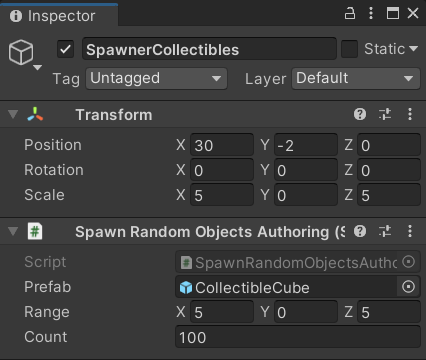 Inspector
SpawnerCollectibles Static
Tag Untagged Layer Default
Transform
Position X 30 Y -2 Z 0
Rotation X 0 Y 0 Z 0
Scale X 5 Y 0 Z 5
# Spawn Random Objects Authoring (S
Script # SpawnRandomObjectsAutho
Prefab CollectibleCube
Range X 5 Y 0 Z 5
Count 100